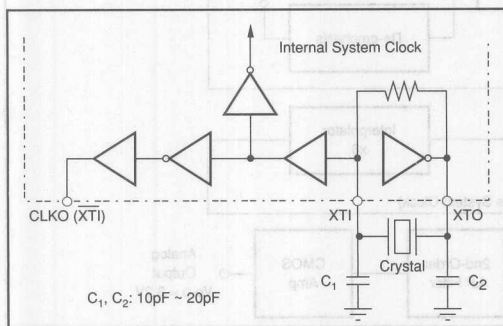 Internal System Clock
CLKO (XTI)
XTI
XTO
Crystal
C₁
C₂
C₁, C₂: 10pF ~ 20pF